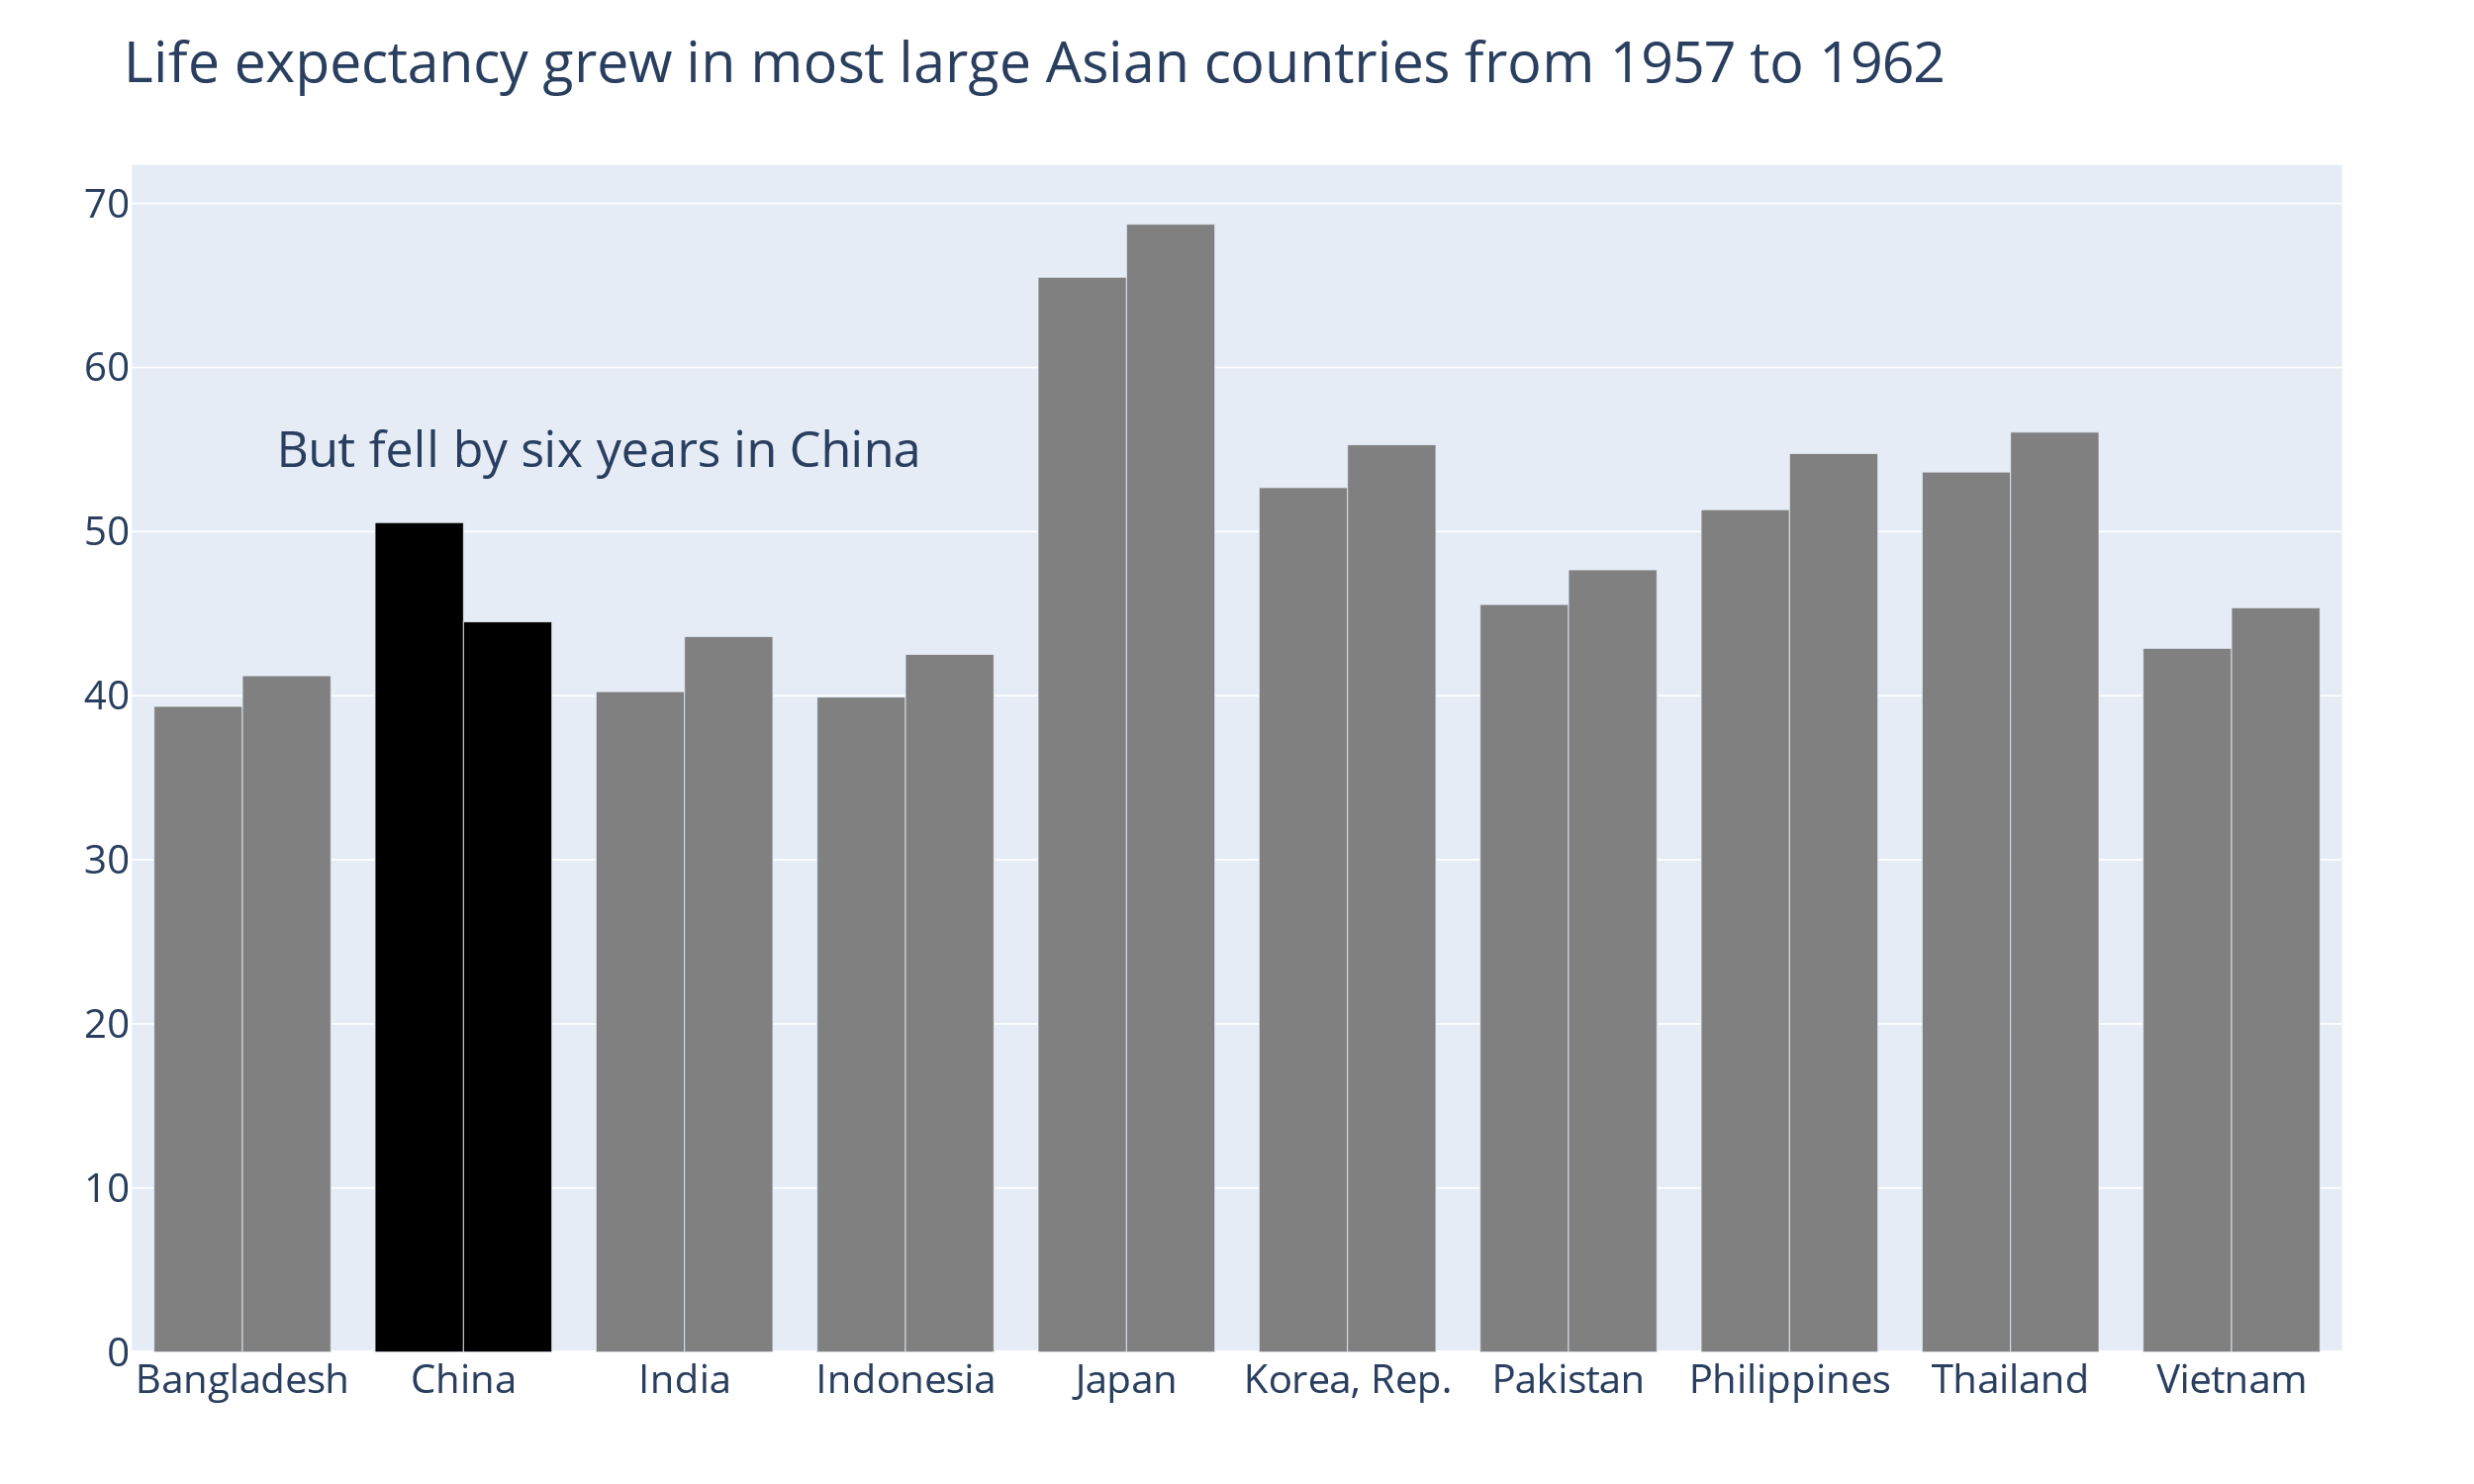 Life expectancy grew in most large Asian countries from 1957 to 1962
70
60
But fell by six years in China
50
40
30
20
10
0
Bangladesh China India Indonesia Japan Korea, Rep. Pakistan Philippines Thailand Vietnam